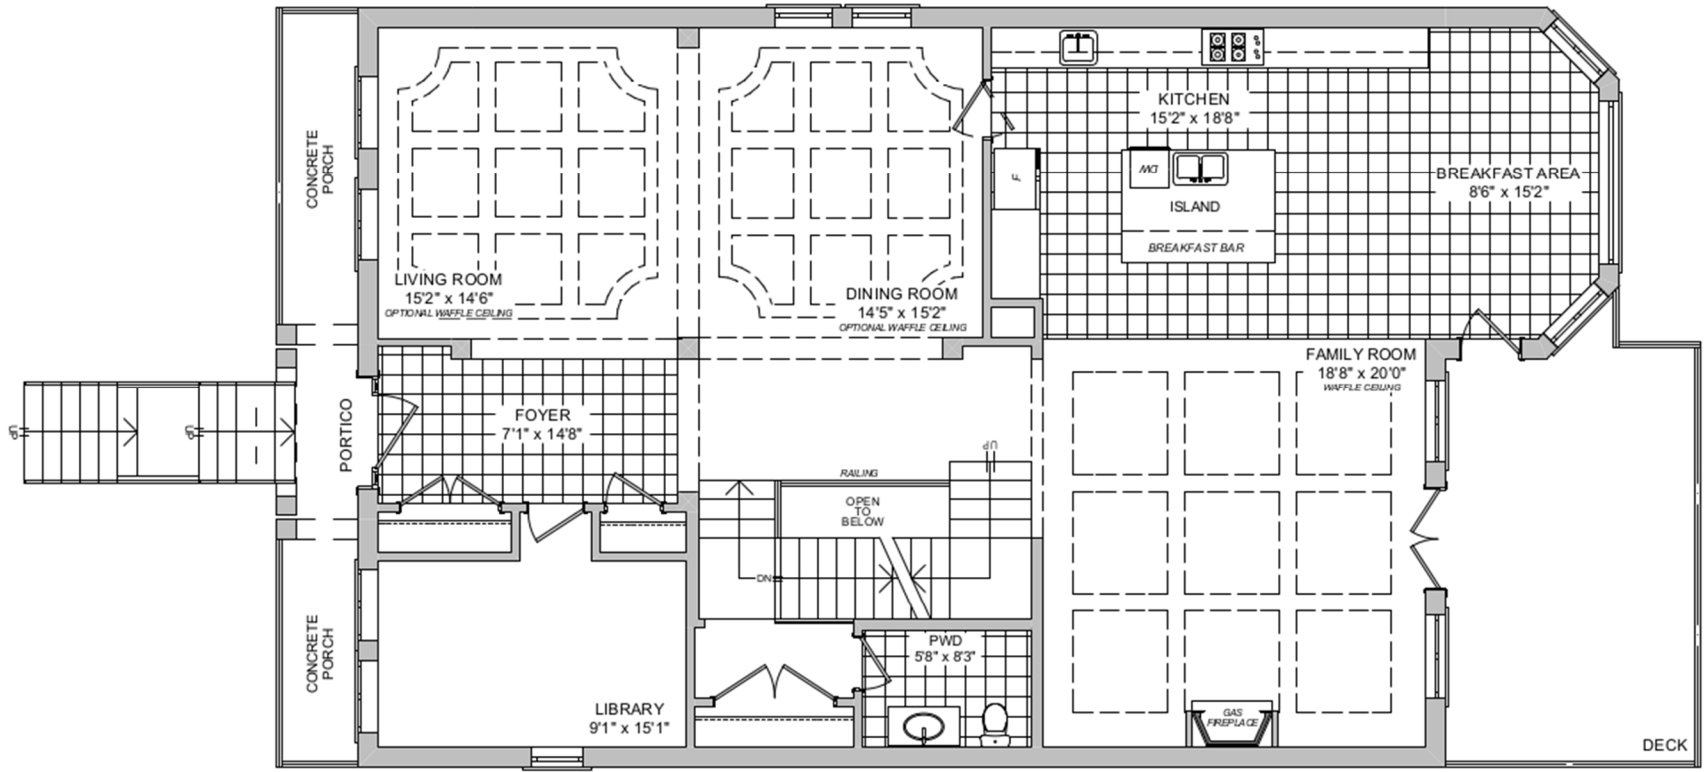 CONCRETE
PORCH
LIVING ROOM
15'2" x 14'6"
OPTIONAL WAFFLE CEILING
DINING ROOM
14'5" x 15'2"
OPTIONAL WAFFLE CEILING
KITCHEN
15'2" x 18'8"
F
DW
ISLAND
BREAKFAST BAR
BREAKFAST AREA
8'6" x 15'2"
FAMILY ROOM
18'8" x 20'0"
WAFFLE CEILING
UP
UP
PORTICO
FOYER
7'1" x 14'8"
UP
RAILING
OPEN
TO
BELOW
DN
CONCRETE
PORCH
LIBRARY
9'1" x 15'1"
PWD
5'8" x 8'3"
GAS
FIREPLACE
DECK